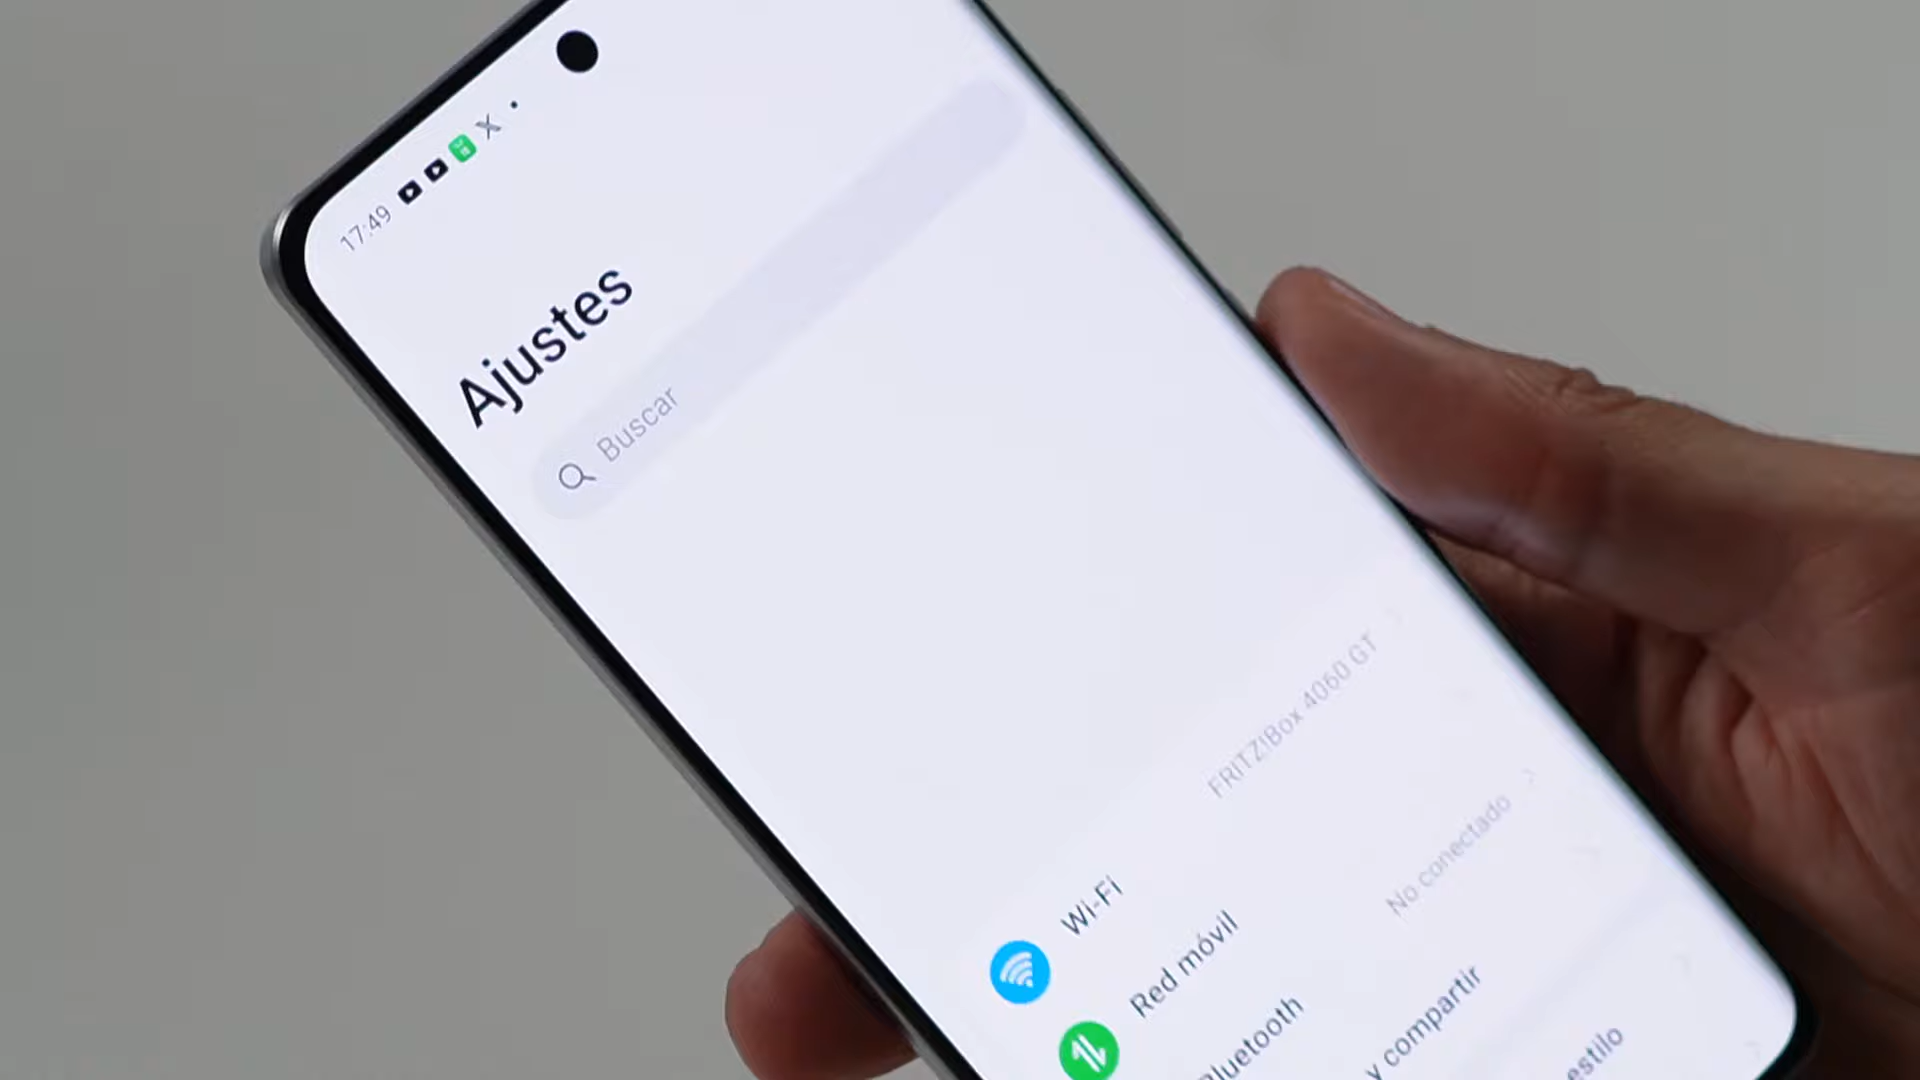 17:49
Ajustes
Buscar
Wi-Fi FRITZ!Box 4060 GT
Red móvil
Bluetooth No conectado
y compartir
estilo